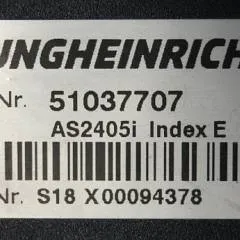 UNGHEINRICH
Nr. 51037707
AS2405i Index E
Nr. S18 X00094378